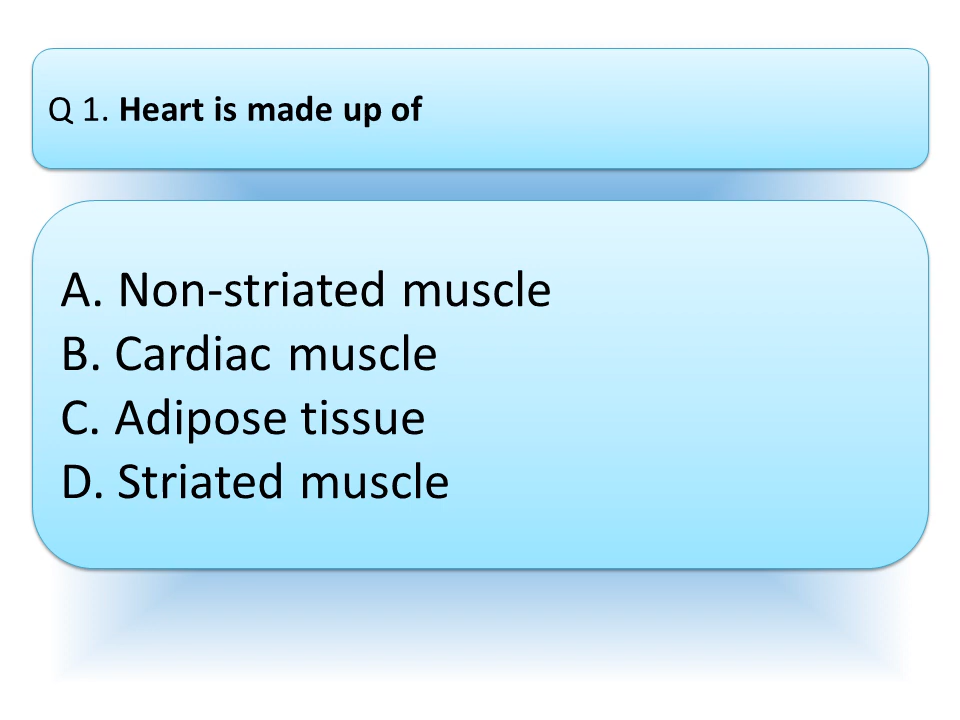 Q 1. Heart is made up of
A. Non-striated muscle
B. Cardiac muscle
C. Adipose tissue
D. Striated muscle